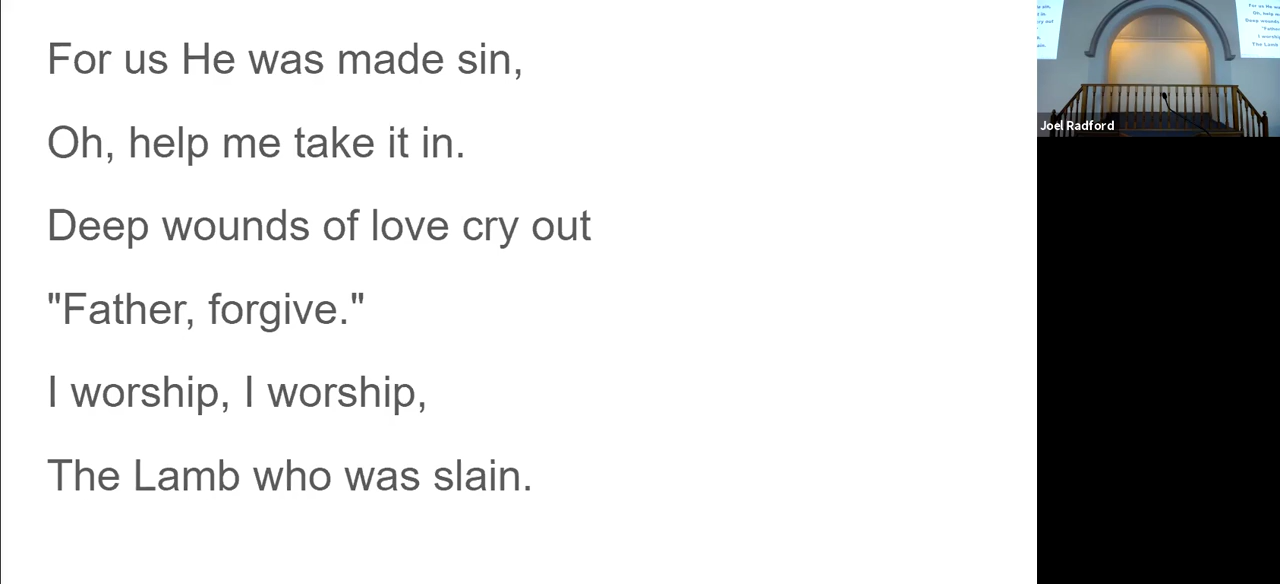 For us He was made sin,
Oh, help me take it in.
Deep wounds of love cry out
"Father, forgive."
I worship, I worship,
The Lamb who was slain.
Joel Radford